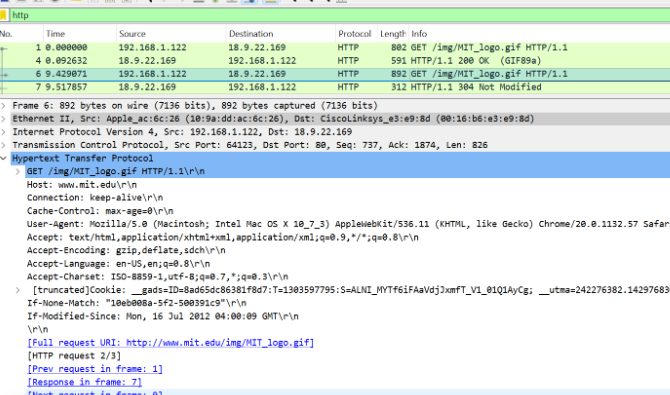 http
No. Time Source Destination Protocol Length Info
1 0.000000 192.168.1.122 18.9.22.169 HTTP 802 GET /img/MIT_logo.gif HTTP/1.1
4 0.092632 18.9.22.169 192.168.1.122 HTTP 591 HTTP/1.1 200 OK (GIF89a)
6 9.429071 192.168.1.122 18.9.22.169 HTTP 892 GET /img/MIT_logo.gif HTTP/1.1
7 9.517857 18.9.22.169 192.168.1.122 HTTP 312 HTTP/1.1 304 Not Modified
Frame 6: 892 bytes on wire (7136 bits), 892 bytes captured (7136 bits)
Ethernet II, Src: Apple_ac:6c:26 (10:9a:dd:ac:6c:26), Dst: CiscoLinksys_e3:e9:8d (00:16:b6:e3:e9:8d)
Internet Protocol Version 4, Src: 192.168.1.122, Dst: 18.9.22.169
Transmission Control Protocol, Src Port: 64123, Dst Port: 80, Seq: 737, Ack: 1874, Len: 826
Hypertext Transfer Protocol
GET /img/MIT_logo.gif HTTP/1.1\r\n
Host: www.mit.edu\r\n
Connection: keep-alive\r\n
Cache-Control: max-age=0\r\n
User-Agent: Mozilla/5.0 (Macintosh; Intel Mac OS X 10_7_3) AppleWebKit/536.11 (KHTML, like Gecko) Chrome/20.0.1132.57 Safar
Accept: text/html,application/xhtml+xml,application/xml;q=0.9,*/*;q=0.8\r\n
Accept-Encoding: gzip,deflate,sdch\r\n
Accept-Language: en-US,en;q=0.8\r\n
Accept-Charset: ISO-8859-1,utf-8;q=0.7,*;q=0.3\r\n
[truncated]Cookie: __gads=ID=8ad65dc86381f8d7:T=1303597795:S=ALNI_MYTf6iFAaVdjJxmfT_V1_01Q1AyCg; __utma=242276382.14297683
If-None-Match: "10eb008a-5f2-500391c9"\r\n
If-Modified-Since: Mon, 16 Jul 2012 04:00:09 GMT\r\n
\r\n
[Full request URI: http://www.mit.edu/img/MIT_logo.gif]
[HTTP request 2/3]
[Prev request in frame: 1]
[Response in frame: 7]
[Next request in frame: 9]